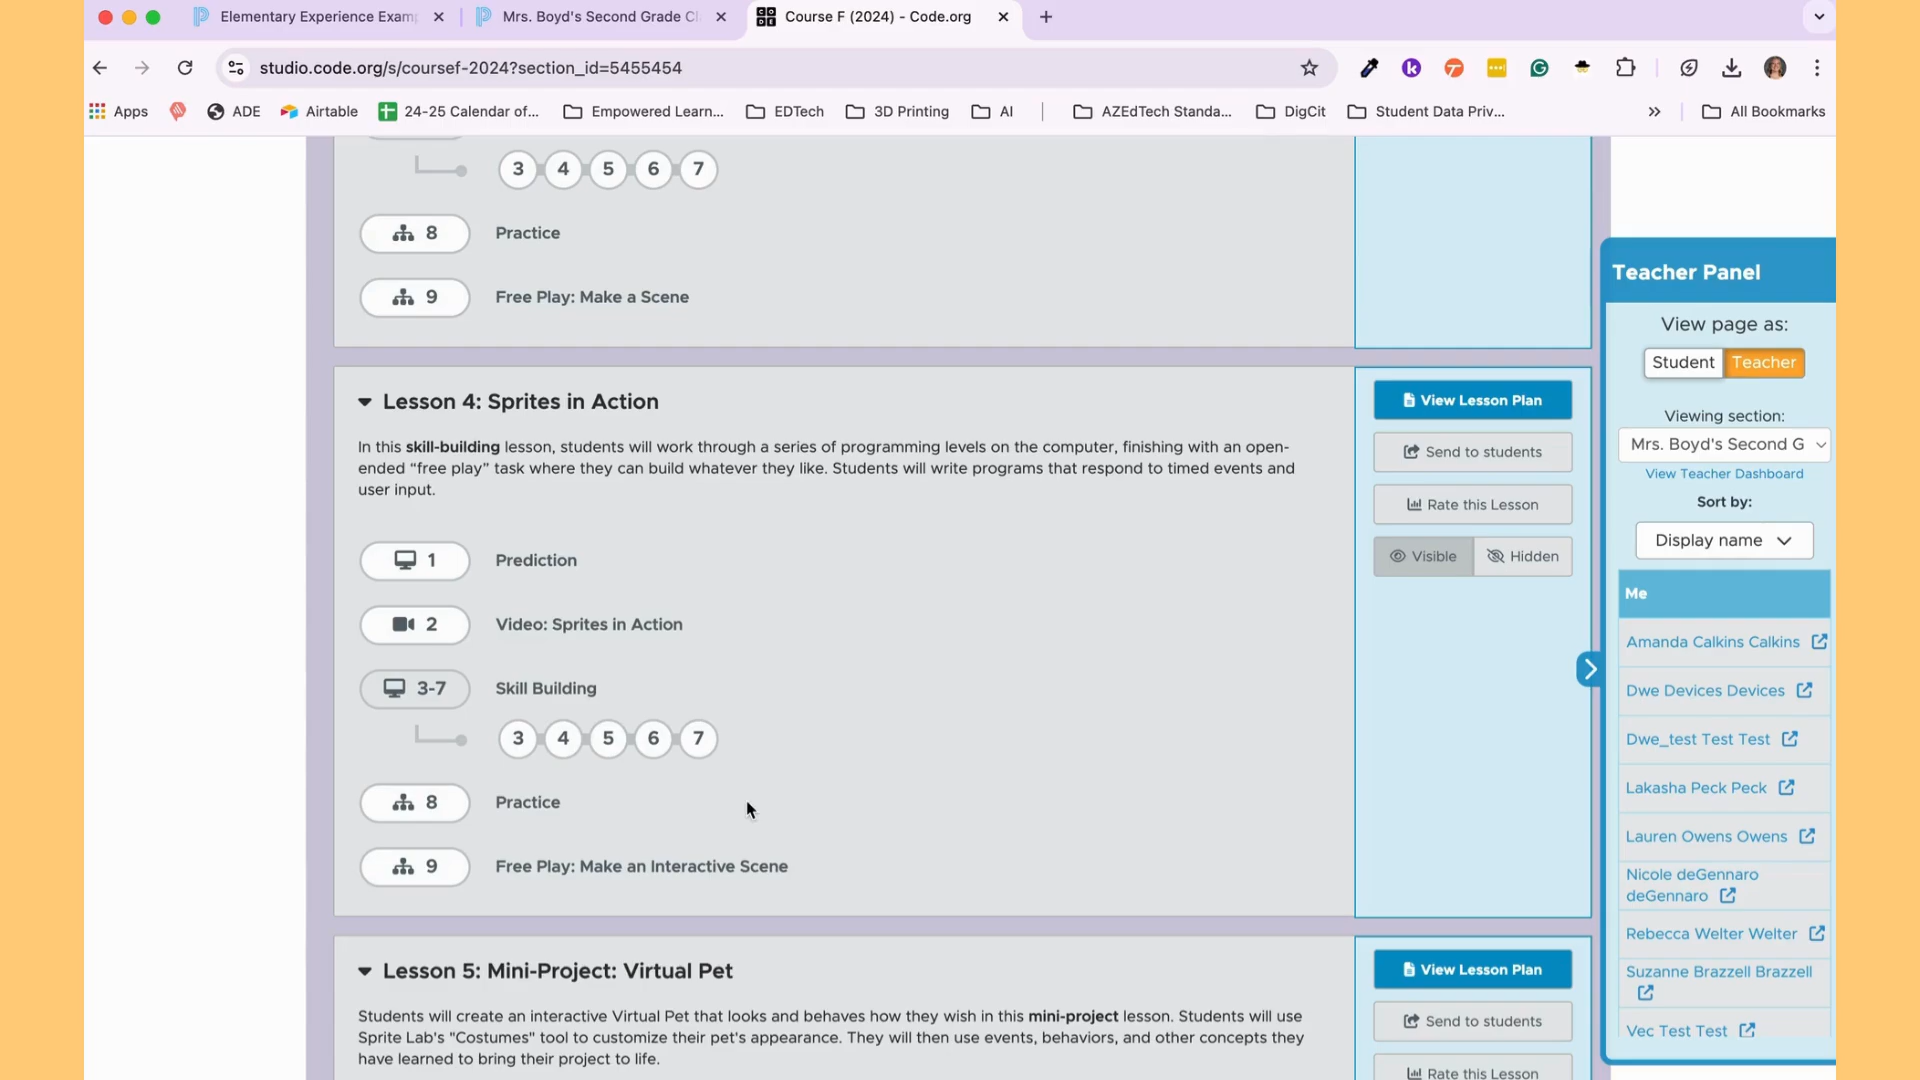 Elementary Experience Exam
Mrs. Boyd's Second Grade Cl
Course F (2024) - Code.org
studio.code.org/s/coursef-2024?section_id=5455454
Apps
ADE
Airtable
24-25 Calendar of...
Empowered Learn...
EDTech
3D Printing
AI
AZEdTech Standa...
DigCit
Student Data Priv...
All Bookmarks
3 4 5 6 7
8 Practice
9 Free Play: Make a Scene
Lesson 4: Sprites in Action
In this skill-building lesson, students will work through a series of programming levels on the computer, finishing with an open-
ended “free play” task where they can build whatever they like. Students will write programs that respond to timed events and
user input.
1 Prediction
2 Video: Sprites in Action
3-7 Skill Building
3 4 5 6 7
8 Practice
9 Free Play: Make an Interactive Scene
View Lesson Plan
Send to students
Rate this Lesson
Visible Hidden
Lesson 5: Mini-Project: Virtual Pet
Students will create an interactive Virtual Pet that looks and behaves how they wish in this mini-project lesson. Students will use
Sprite Lab's "Costumes" tool to customize their pet's appearance. They will then use events, behaviors, and other concepts they
have learned to bring their project to life.
View Lesson Plan
Send to students
Rate this Lesson
Teacher Panel
View page as:
Student Teacher
Viewing section:
Mrs. Boyd's Second G
View Teacher Dashboard
Sort by:
Display name
Me
Amanda Calkins Calkins
Dwe Devices Devices
Dwe_test Test Test
Lakasha Peck Peck
Lauren Owens Owens
Nicole deGennaro
deGennaro
Rebecca Welter Welter
Suzanne Brazzell Brazzell
Vec Test Test